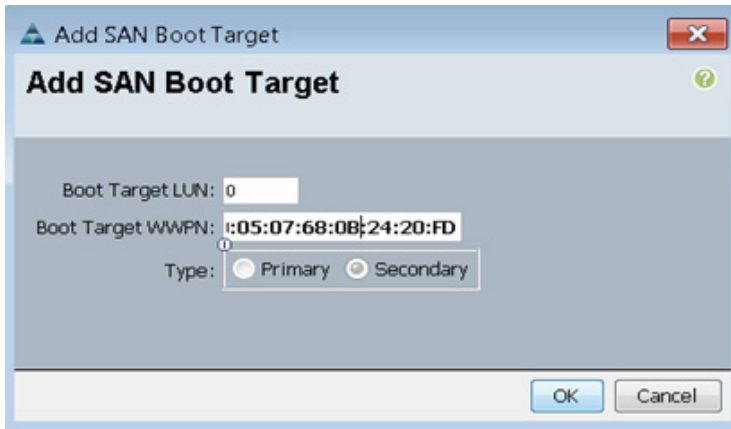 Add SAN Boot Target
Add SAN Boot Target
Boot Target LUN: 0
Boot Target WWPN: :05:07:68:0B:24:20:FD
Type: Primary Secondary
OK Cancel